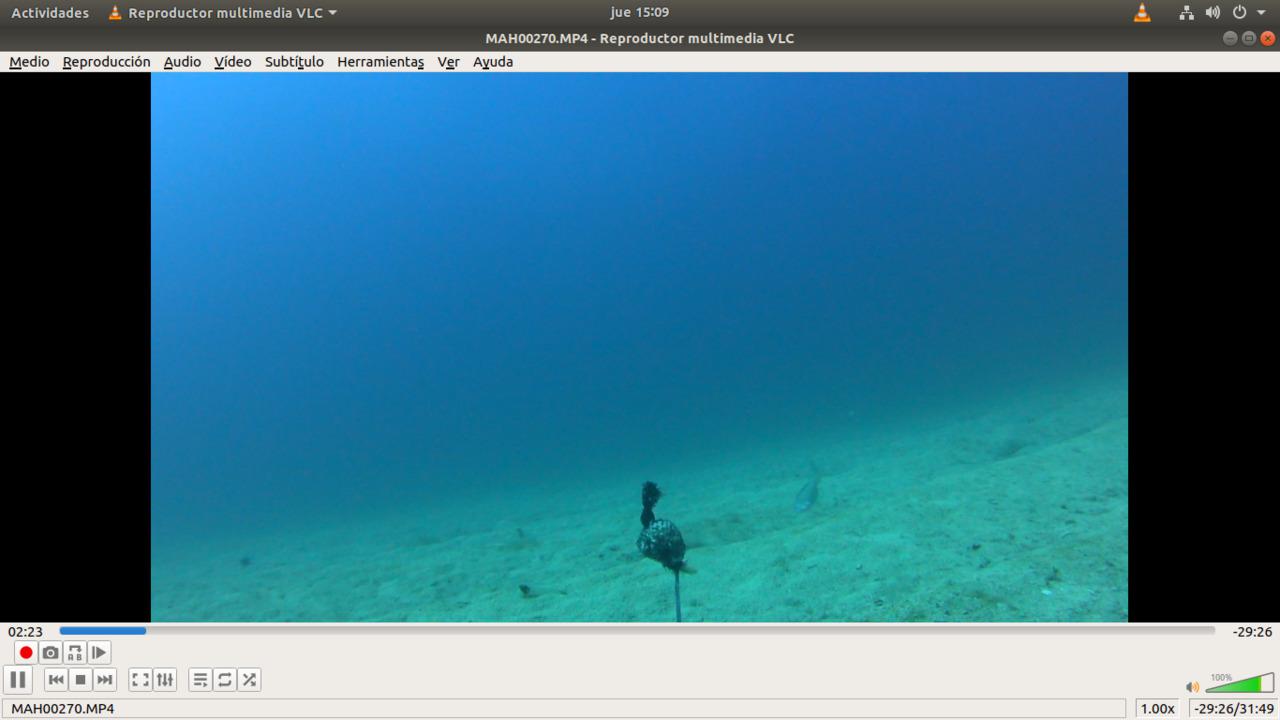 Actividades Reproductor multimedia VLC jue 15:09
MAH00270.MP4 - Reproductor multimedia VLC
Medio Reproducción Audio Vídeo Subtítulo Herramientas Ver Ayuda
02:23 -29:26
A B
100%
MAH00270.MP4 1.00x -29:26/31:49